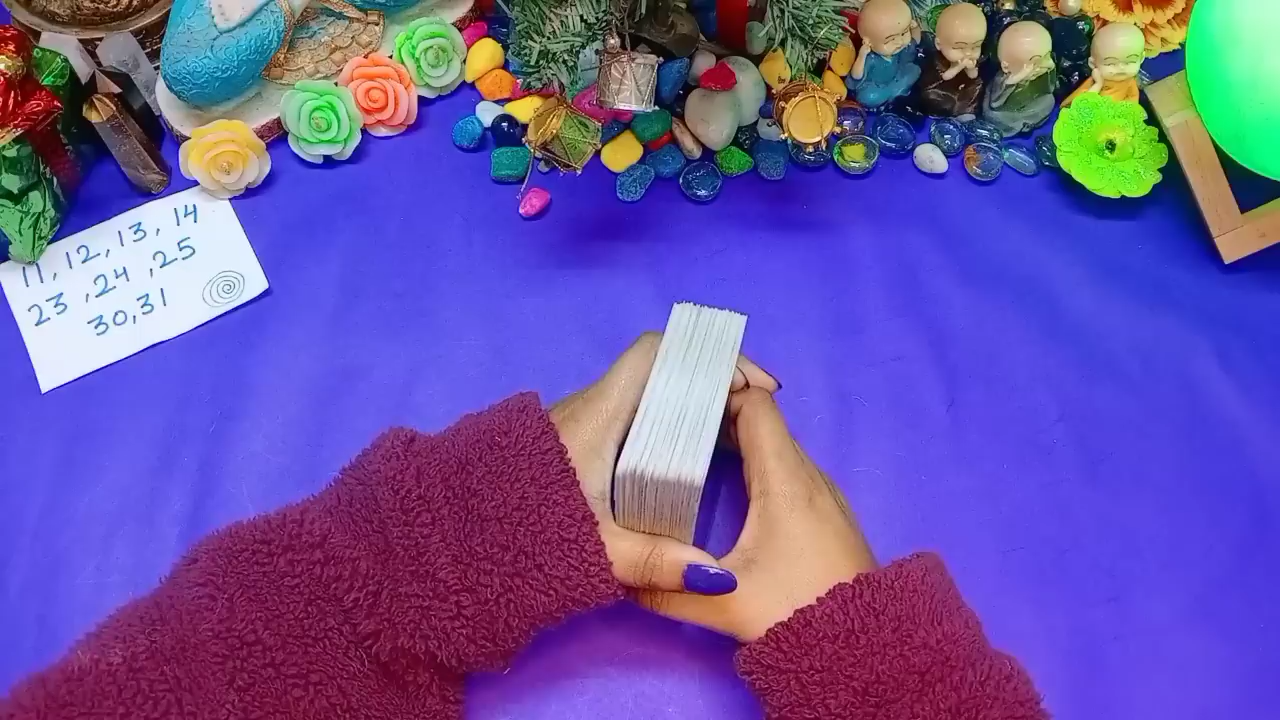 11, 12, 13, 14
23, 24, 25
30, 31